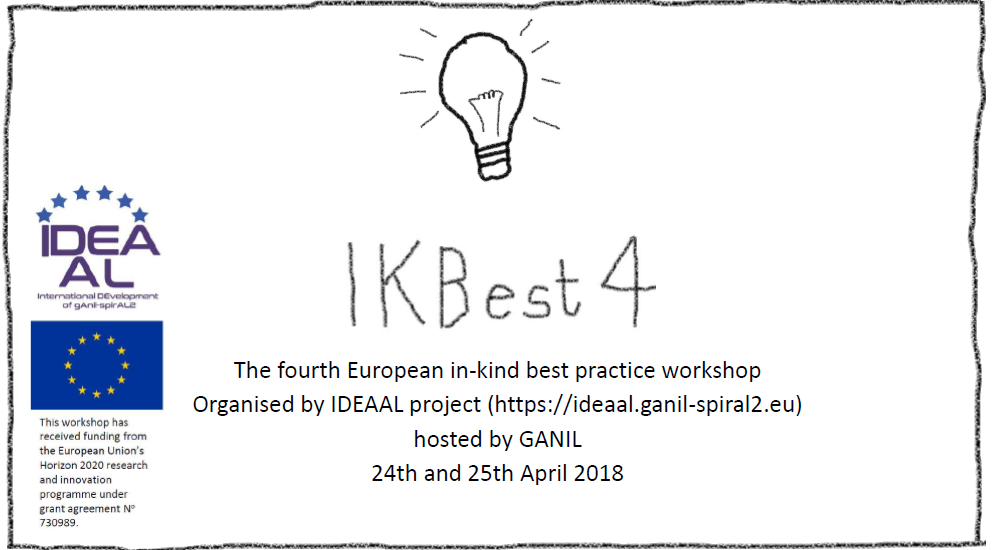 IDEA
AL
International DEvelopment
of gAnil-spirAL2
IKBest 4
The fourth European in-kind best practice workshop
Organised by IDEAAL project (https://ideaal.ganil-spiral2.eu)
hosted by GANIL
24th and 25th April 2018
This workshop has
received funding from
the European Union's
Horizon 2020 research
and innovation
programme under
grant agreement Nº
730989.